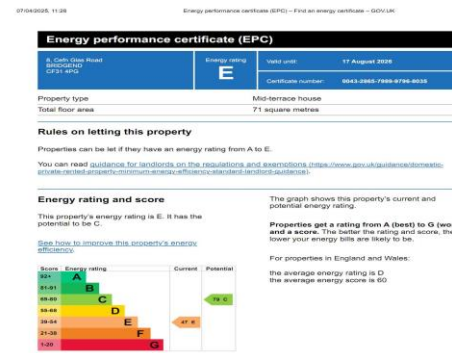 07/04/2025, 11:28
Energy performance certificate (EPC) – Find an energy certificate – GOV.UK
Energy performance certificate (EPC)
8, Cefn Glas Road
BRIDGEND
CF31 4PG
Energy rating
E
Valid until:
17 August 2028
Certificate number:
Property type
Mid-terrace house
Total floor area
71 square metres
Rules on letting this property
Properties can be let if they have an energy rating from A to E.
You can read guidance for landlords on the regulations and exemptions (https://www.gov.uk/guidance/domestic-
private-rented-property-minimum-energy-efficiency-standard-landlord-guidance).
Energy rating and score
This property's energy rating is E. It has the
potential to be C.
See how to improve this property's energy
efficiency.
The graph shows this property's current and
potential energy rating.
Properties get a rating from A (best) to G (wo
and a score. The better the rating and score, the
lower your energy bills are likely to be.
For properties in England and Wales:
the average energy rating is D
the average energy score is 60
Score Energy rating Current Potential
92+ A
81-91 B
69-80 C 79 C
55-68 D
39-54 E 47 E
21-38 F
1-20 G